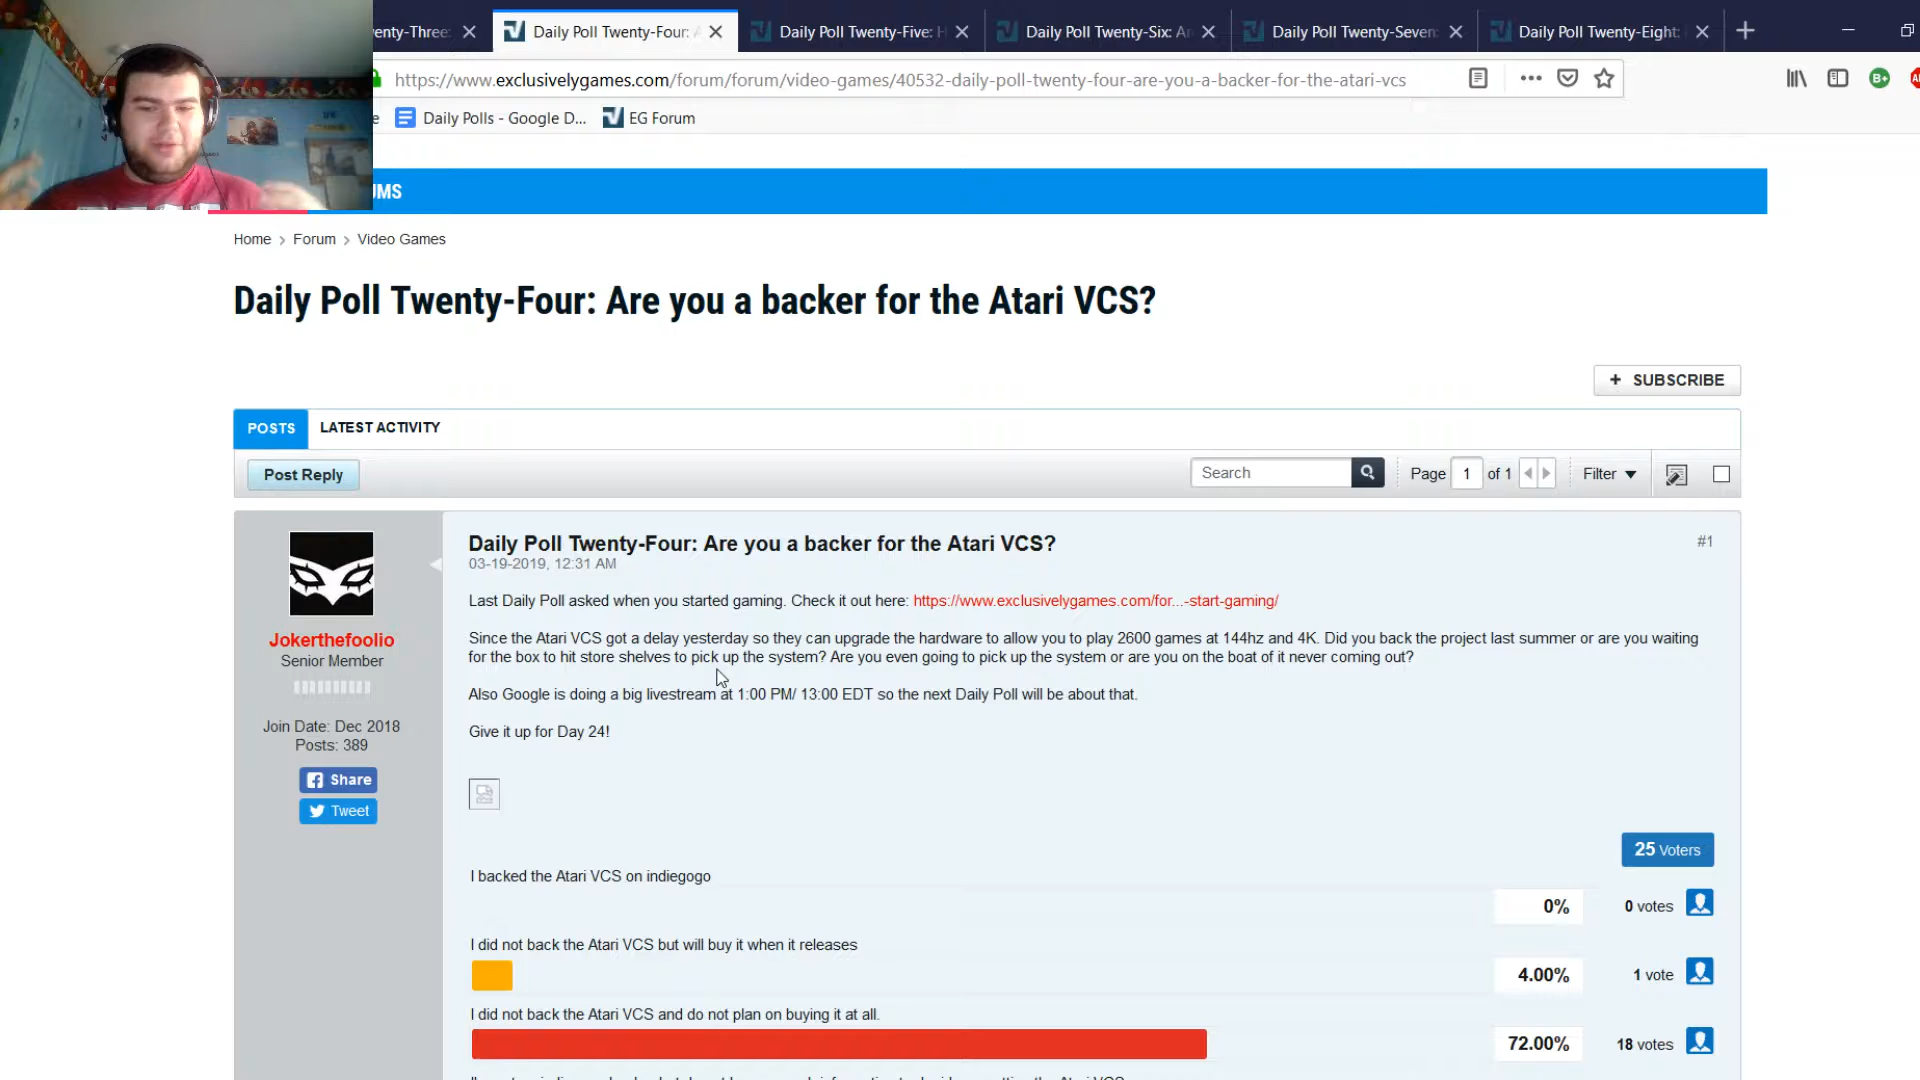 enty-Three:
Daily Poll Twenty-Four: A
Daily Poll Twenty-Five: H
Daily Poll Twenty-Six: Ar
Daily Poll Twenty-Seven:
Daily Poll Twenty-Eight:
https://www.exclusivelygames.com/forum/forum/video-games/40532-daily-poll-twenty-four-are-you-a-backer-for-the-atari-vcs
e
Daily Polls - Google D...
EG Forum
UMS
Home > Forum > Video Games
Daily Poll Twenty-Four: Are you a backer for the Atari VCS?
+ SUBSCRIBE
POSTS
LATEST ACTIVITY
Post Reply
Search
Page 1 of 1
Filter
Daily Poll Twenty-Four: Are you a backer for the Atari VCS?
#1
03-19-2019, 12:31 AM
Last Daily Poll asked when you started gaming. Check it out here: https://www.exclusivelygames.com/for...-start-gaming/
Since the Atari VCS got a delay yesterday so they can upgrade the hardware to allow you to play 2600 games at 144hz and 4K. Did you back the project last summer or are you waiting
for the box to hit store shelves to pick up the system? Are you even going to pick up the system or are you on the boat of it never coming out?
Also Google is doing a big livestream at 1:00 PM/ 13:00 EDT so the next Daily Poll will be about that.
Give it up for Day 24!
Jokerthefoolio
Senior Member
Join Date: Dec 2018
Posts: 389
Share
Tweet
25 Voters
I backed the Atari VCS on indiegogo
0%
0 votes
I did not back the Atari VCS but will buy it when it releases
4.00%
1 vote
I did not back the Atari VCS and do not plan on buying it at all.
72.00%
18 votes